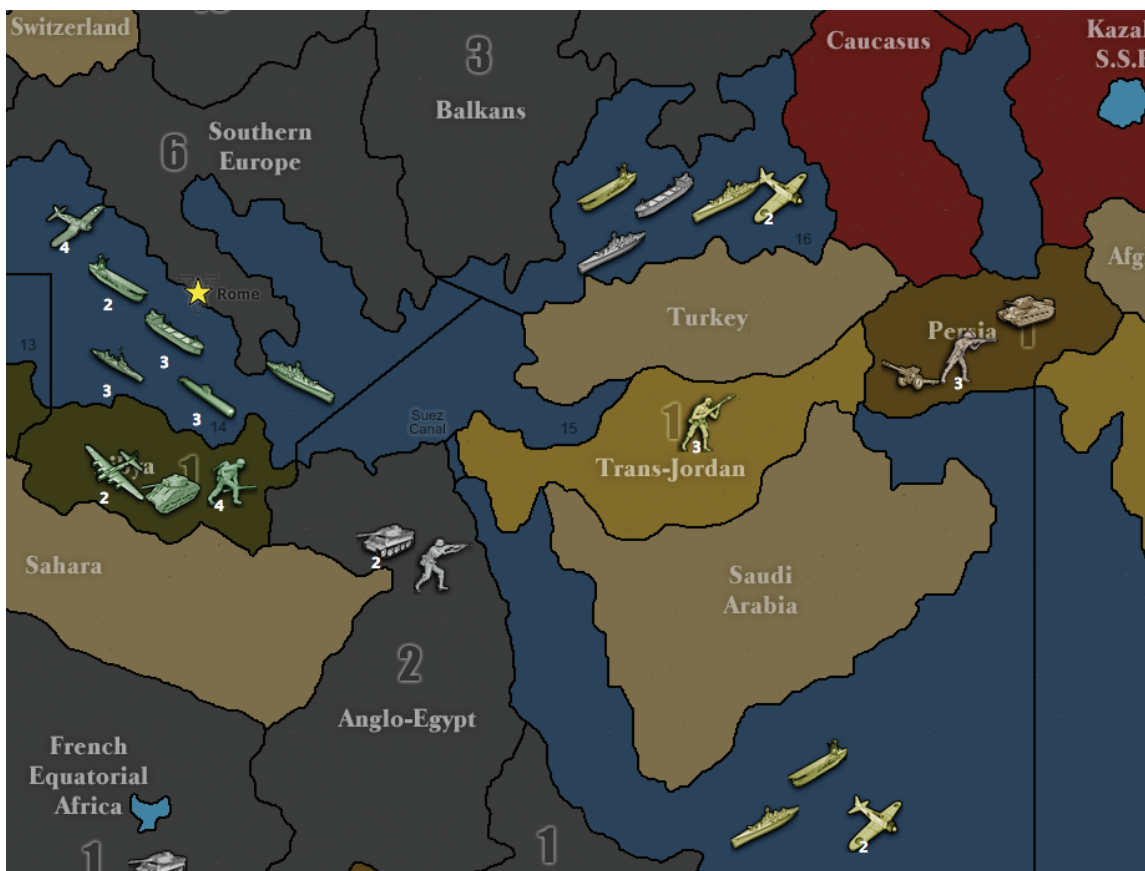 Switzerland
3
Balkans
Caucasus
6
Southern
Europe
16
4
2
2
Rome
Turkey
Persia
1
3
13
3
3
3
14
Suez
Canal
15
1
3
Trans-Jordan
1
2
4
Sahara
2
Saudi
Arabia
2
Anglo-Egypt
French
Equatorial
Africa
1
1
2